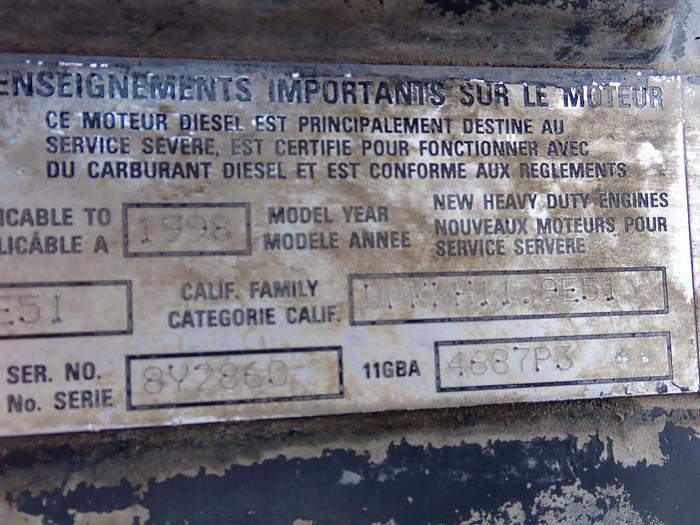 ENSEIGNEMENTS IMPORTANTS SUR LE MOTEUR
CE MOTEUR DIESEL EST PRINCIPALEMENT DESTINE AU
SERVICE SEVERE, EST CERTIFIE POUR FONCTIONNER AVEC
DU CARBURANT DIESEL ET EST CONFORME AUX REGLEMENTS
ICABLE TO 1998 MODEL YEAR NEW HEAVY DUTY ENGINES
LICABLE A MODELE ANNEE NOUVEAUX MOTEURS POUR
SERVICE SERVERE
E51 CALIF. FAMILY
CATEGORIE CALIF.
SER. NO. 8Y286D 11GBA 4687P3
No. SERIE